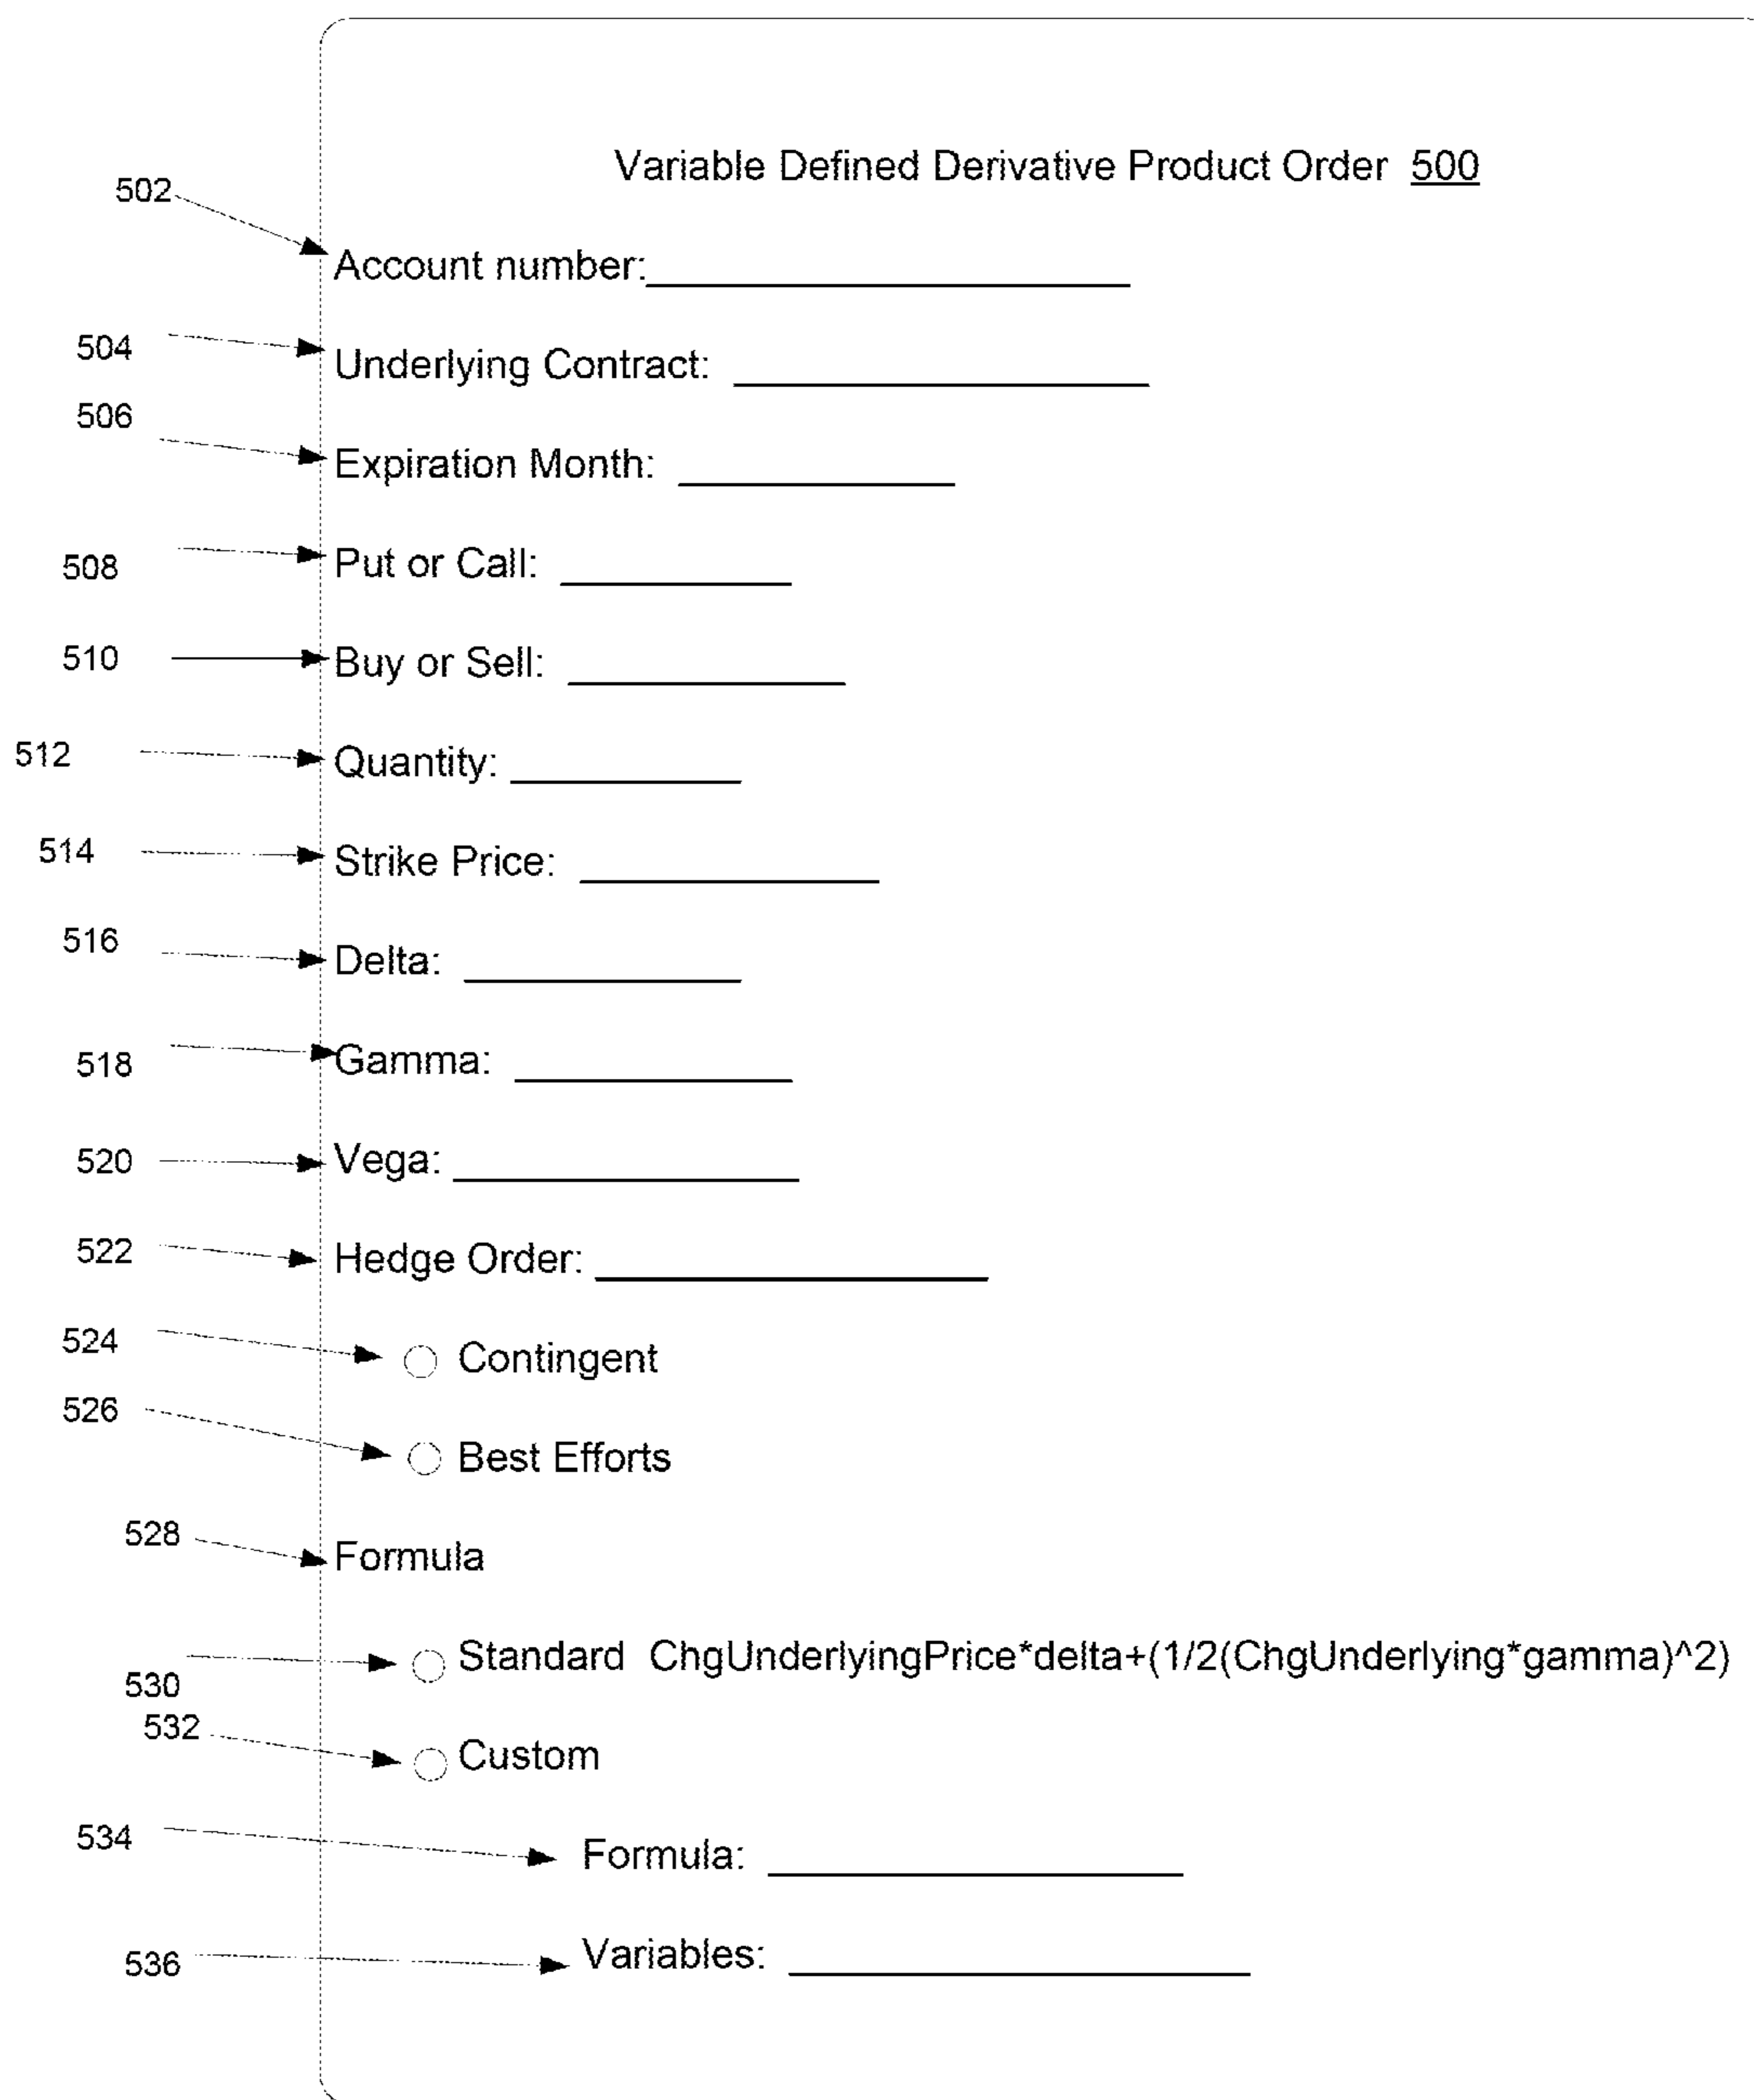 Variable Defined Derivative Product Order 500
502
Account number:
504
Underlying Contract:
506
Expiration Month:
508
Put or Call:
510
Buy or Sell:
512
Quantity:
514
Strike Price:
516
Delta:
518
Gamma:
520
Vega:
522
Hedge Order:
524
Contingent
526
Best Efforts
528
Formula
530
Standard ChgUnderlyingPrice*delta+(1/2(ChgUnderlying*gamma)^2)
532
Custom
534
Formula:
536
Variables: